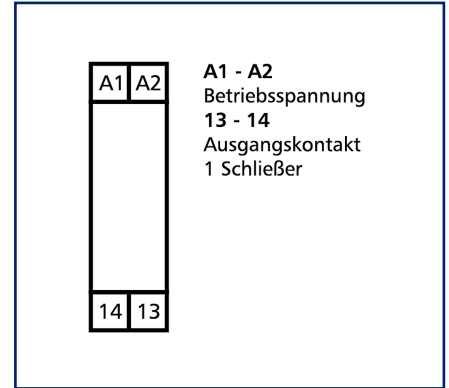 A1 A2
A1 - A2
Betriebsspannung
13 - 14
Ausgangskontakt
1 Schließer
14 13